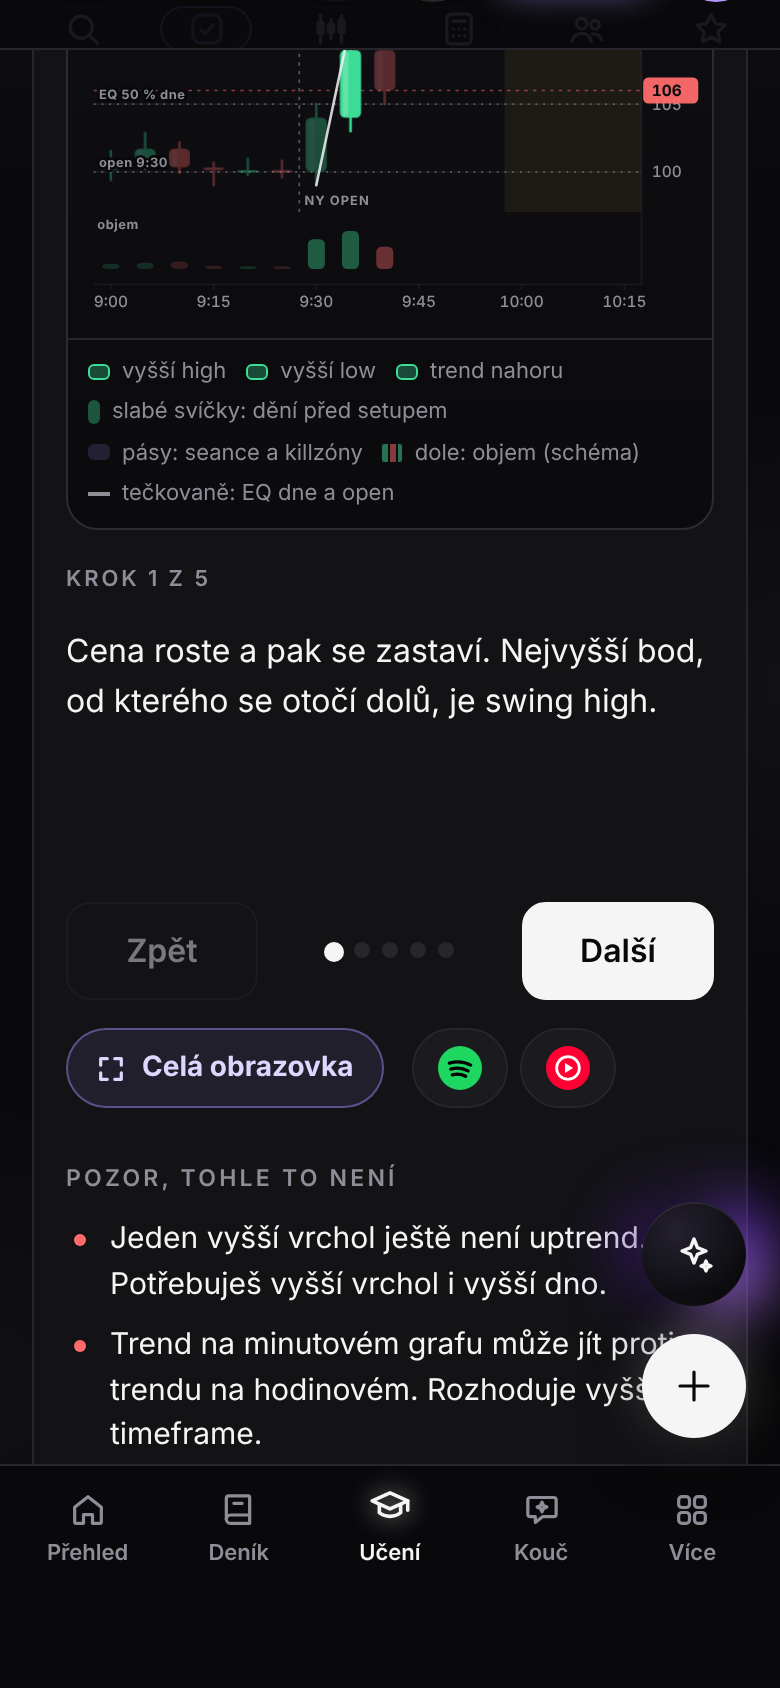 EQ 50 % dne
106
105
open 9:30
100
NY OPEN
objem
9:00 9:15 9:30 9:45 10:00 10:15
vyšší high vyšší low trend nahoru
slabé svíčky: dění před setupem
pásy: seance a killzóny dole: objem (schéma)
tečkovaně: EQ dne a open
KROK 1 Z 5
Cena roste a pak se zastaví. Nejvyšší bod,
od kterého se otočí dolů, je swing high.
Zpět Další
Celá obrazovka
POZOR, TOHLE TO NENÍ
Jeden vyšší vrchol ještě není uptrend.
Potřebuješ vyšší vrchol i vyšší dno.
Trend na minutovém grafu může jít proti
trendu na hodinovém. Rozhoduje
timeframe.
Přehled Deník Učení Kouč Více